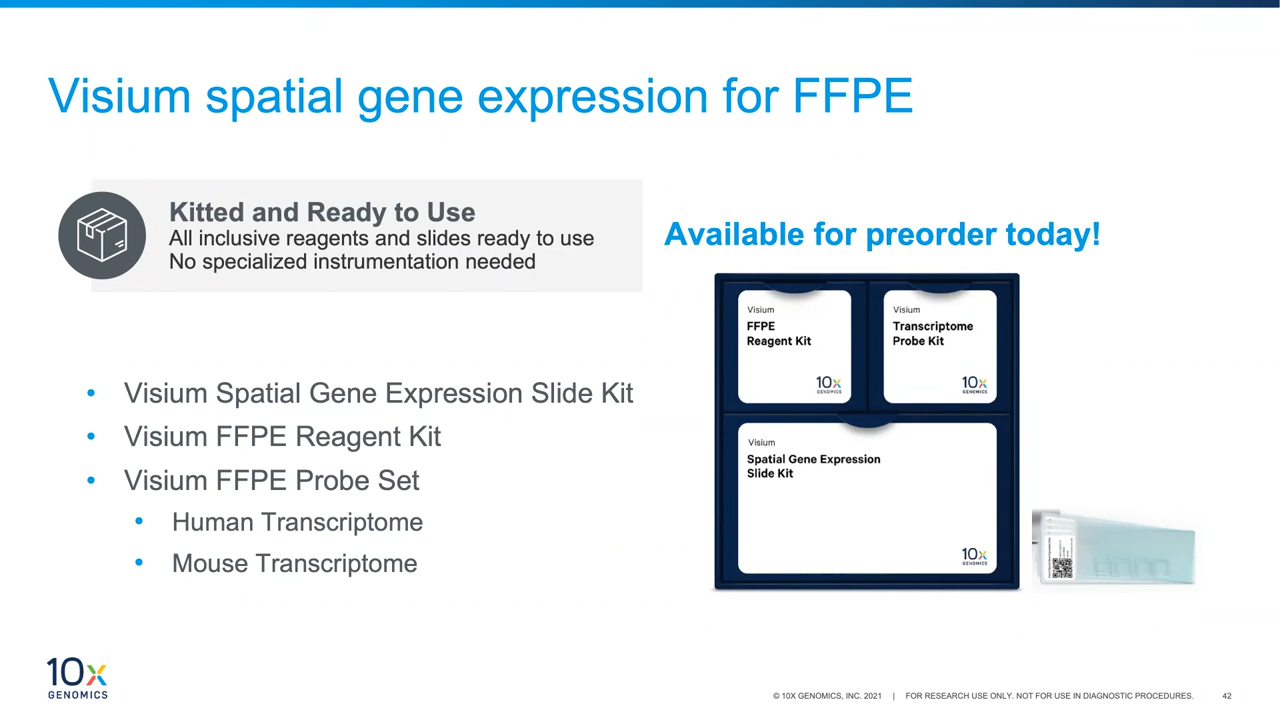 Visium spatial gene expression for FFPE
Kitted and Ready to Use
All inclusive reagents and slides ready to use
No specialized instrumentation needed
• Visium Spatial Gene Expression Slide Kit
• Visium FFPE Reagent Kit
• Visium FFPE Probe Set
• Human Transcriptome
• Mouse Transcriptome
Available for preorder today!
Visium
FFPE
Reagent Kit
10x
GENOMICS
Visium
Transcriptome
Probe Kit
10x
GENOMICS
Visium
Spatial Gene Expression
Slide Kit
10x
GENOMICS
10x
GENOMICS
© 10X GENOMICS, INC. 2021 | FOR RESEARCH USE ONLY. NOT FOR USE IN DIAGNOSTIC PROCEDURES. 42